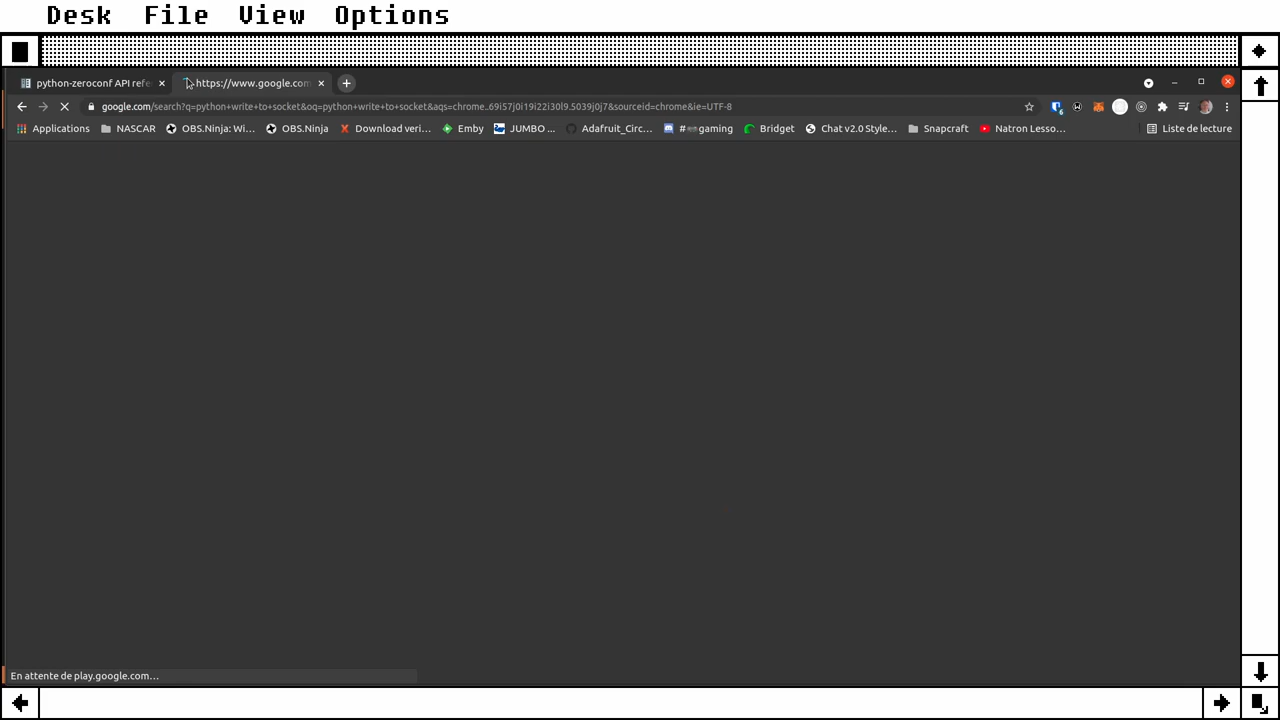 Desk File View Options
python-zeroconf API refe
https://www.google.com
google.com/search?q=python+write+to+socket&oq=python+write+to+socket&aqs=chrome..69i57j0i19i22i30l9.5039j0j7&sourceid=chrome&ie=UTF-8
Applications NASCAR OBS.Ninja: Wi... OBS.Ninja Download veri... Emby JUMBO ... Adafruit_Circ... gaming Bridget Chat v2.0 Style... Snapcraft Natron Lesso... Liste de lecture
En attente de play.google.com...